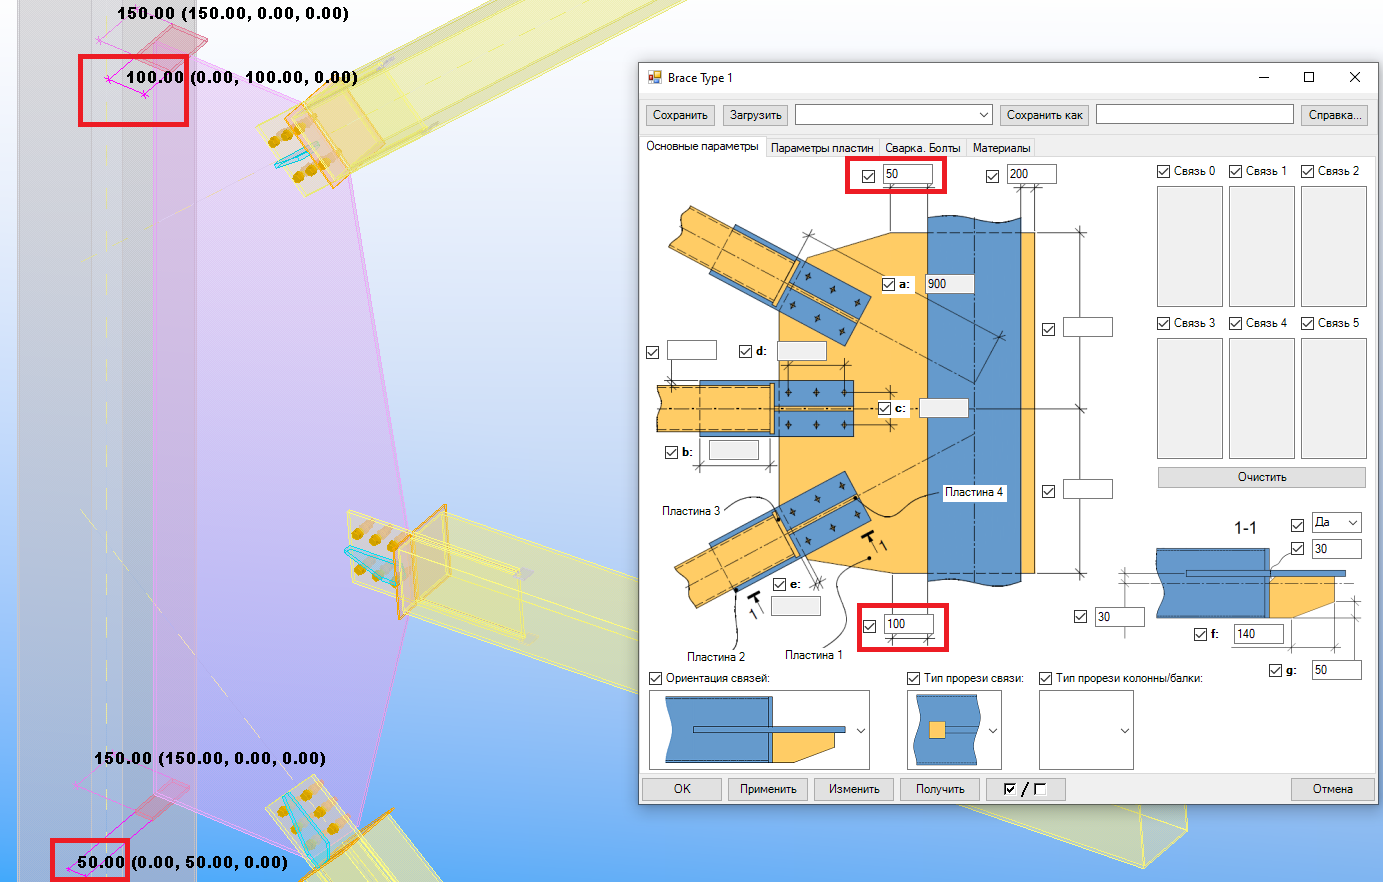 150.00 (150.00, 0.00, 0.00)
100.00 (0.00, 100.00, 0.00)
150.00 (150.00, 0.00, 0.00)
50.00 (0.00, 50.00, 0.00)
Brace Type 1
Сохранить
Загрузить
Сохранить как
Справка...
Основные параметры
Параметры пластин
Сварка. Болты
Материалы
50
200
a: 900
d:
c:
b:
Пластина 3
Пластина 4
1
e:
1
100
Пластина 2
Пластина 1
Связь 0
Связь 1
Связь 2
Связь 3
Связь 4
Связь 5
Очистить
1-1
Да
30
30
f: 140
g: 50
Ориентация связей:
Тип прорези связи:
Тип прорези колонны/балки:
OK
Применить
Изменить
Получить
/
Отмена